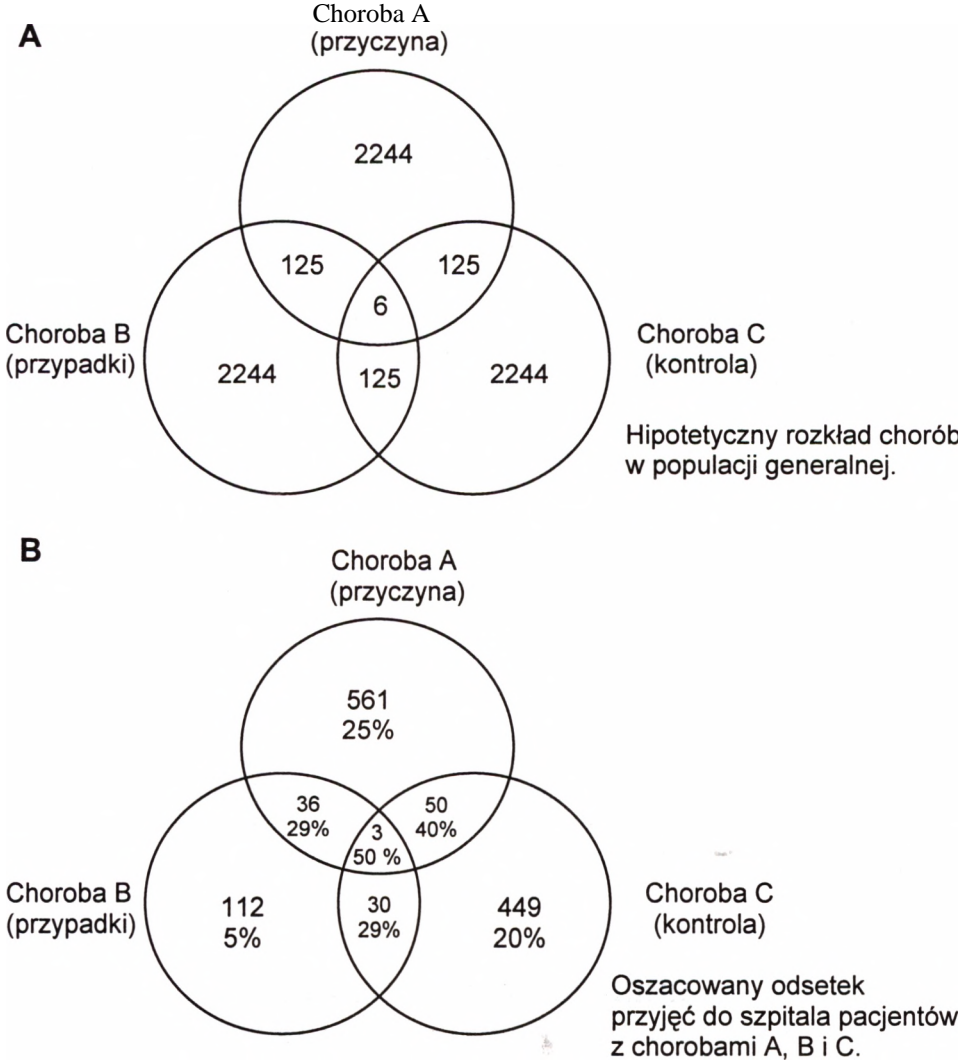 A
Choroba A
(przyczyna)
2244
125
125
6
Choroba B
(przypadki)
2244
125
2244
Choroba C
(kontrola)
Hipotetyczny rozkład chorób
w populacji generalnej.
B
Choroba A
(przyczyna)
561
25%
36
29%
50
40%
3
50 %
Choroba B
(przypadki)
112
5%
30
29%
449
20%
Choroba C
(kontrola)
Oszacowany odsetek
przyjęć do szpitala pacjentów
z chorobami A, B i C.